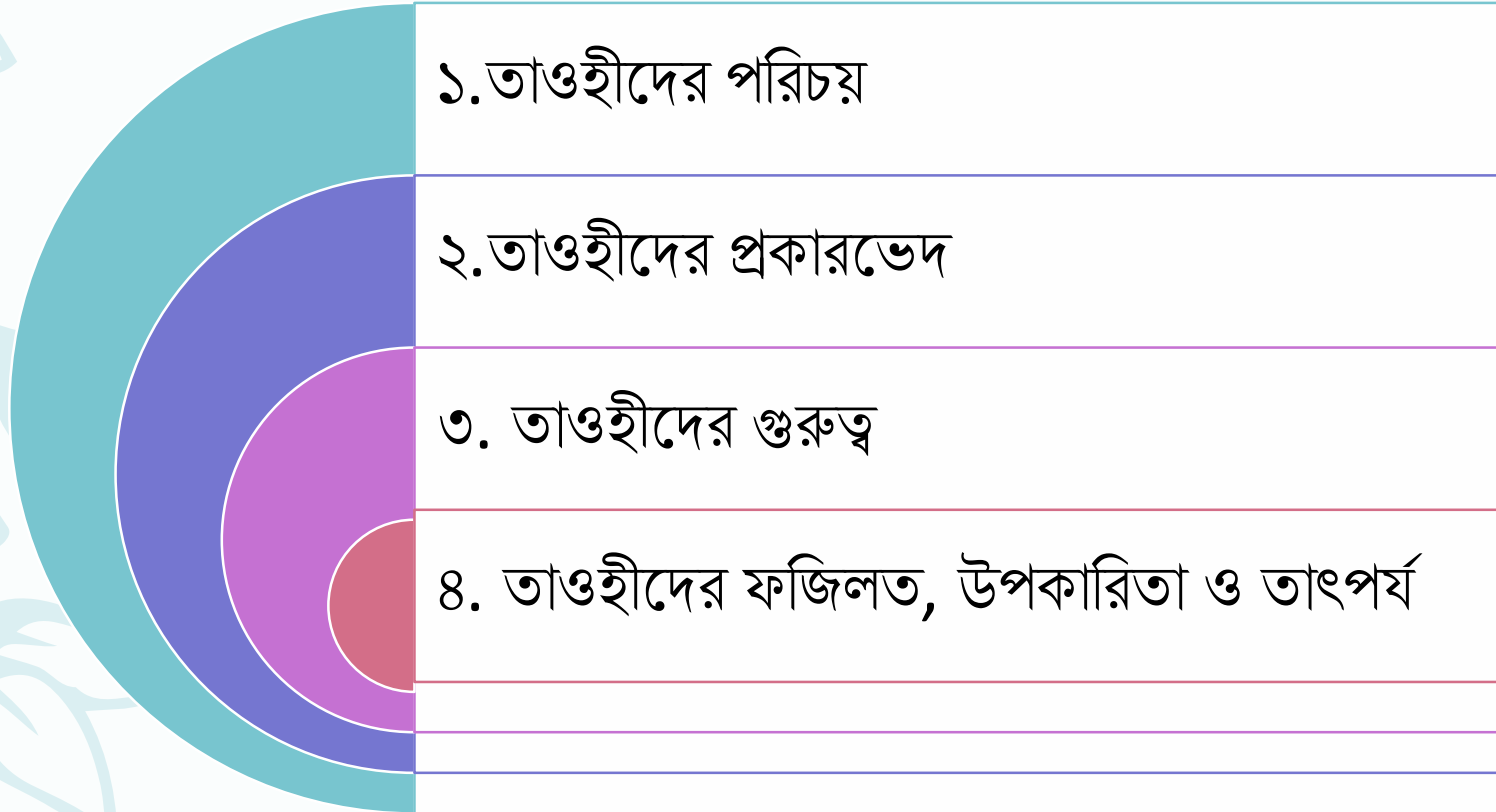 ১.তাওহীদের পরিচয়
২.তাওহীদের প্রকারভেদ
৩. তাওহীদের গুরুত্ব
৪. তাওহীদের ফজিলত, উপকারিতা ও তাৎপর্য